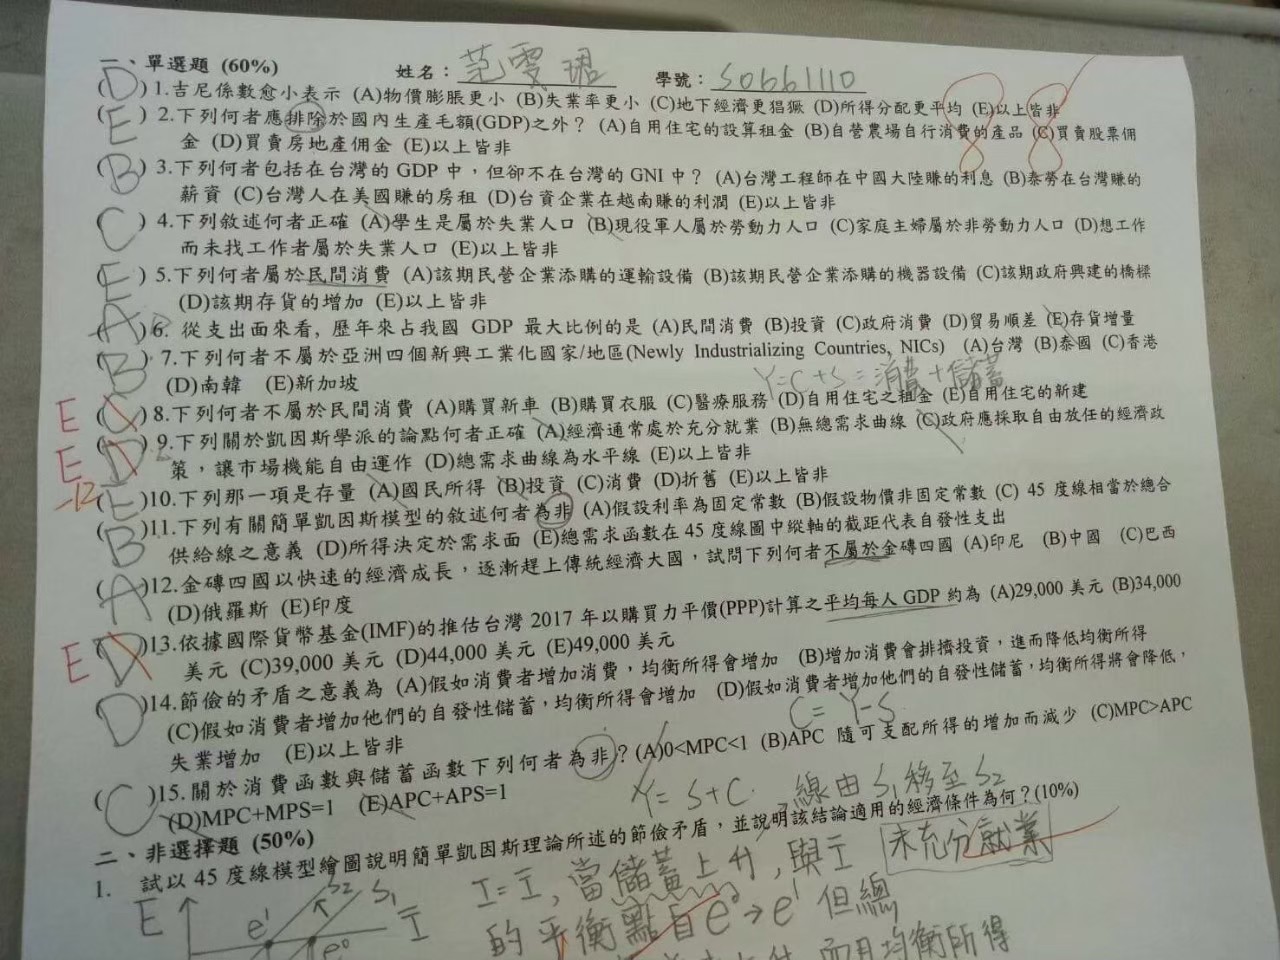 一、單選題 (60%) 姓名：范雯珺 學號：S0661110
88
(D) 1.吉尼係數愈小表示 (A)物價膨脹更小 (B)失業率更小 (C)地下經濟更猖獗 (D)所得分配更平均 (E)以上皆非
(E) 2.下列何者應排除於國內生產毛額(GDP)之外？ (A)自用住宅的設算租金 (B)自營農場自行消費的產品 (C)買賣股票佣
金 (D)買賣房地產佣金 (E)以上皆非
(B) 3.下列何者包括在台灣的 GDP 中，但卻不在台灣的 GNI 中？ (A)台灣工程師在中國大陸賺的利息 (B)泰勞在台灣賺的
薪資 (C)台灣人在美國賺的房租 (D)台資企業在越南賺的利潤 (E)以上皆非
(C) 4.下列敘述何者正確 (A)學生是屬於失業人口 (B)現役軍人屬於勞動力人口 (C)家庭主婦屬於非勞動力人口 (D)想工作
而未找工作者屬於失業人口 (E)以上皆非
(E) 5.下列何者屬於民間消費 (A)該期民營企業添購的運輸設備 (B)該期民營企業添購的機器設備 (C)該期政府興建的橋樑
(D)該期存貨的增加 (E)以上皆非
(A) 6. 從支出面來看, 歷年來占我國 GDP 最大比例的是 (A)民間消費 (B)投資 (C)政府消費 (D)貿易順差 (E)存貨增量
(B) 7.下列何者不屬於亞洲四個新興工業化國家/地區(Newly Industrializing Countries, NICs) (A)台灣 (B)泰國 (C)香港
(D)南韓 (E)新加坡
Y=C+S=消費+儲蓄
E ( ) 8.下列何者不屬於民間消費 (A)購買新車 (B)購買衣服 (C)醫療服務 (D)自用住宅之租金 (E)自用住宅的新建
E (D) 9.下列關於凱因斯學派的論點何者正確 (A)經濟通常處於充分就業 (B)無總需求曲線 (C)政府應採取自由放任的經濟政
策，讓市場機能自由運作 (D)總需求曲線為水平線 (E)以上皆非
-12 (E)10.下列那一項是存量 (A)國民所得 (B)投資 (C)消費 (D)折舊 (E)以上皆非
(B)11.下列有關簡單凱因斯模型的敘述何者為非 (A)假設利率為固定常數 (B)假設物價非固定常數 (C) 45 度線相當於總合
供給線之意義 (D)所得決定於需求面 (E)總需求函數在 45 度線圖中縱軸的截距代表自發性支出
(A)12.金磚四國以快速的經濟成長，逐漸趕上傳統經濟大國，試問下列何者不屬於金磚四國 (A)印尼 (B)中國 (C)巴西
(D)俄羅斯 (E)印度
E (D)13.依據國際貨幣基金(IMF)的推估台灣 2017 年以購買力平價(PPP)計算之平均每人 GDP 約為 (A)29,000 美元 (B)34,000
美元 (C)39,000 美元 (D)44,000 美元 (E)49,000 美元
(D)14.節儉的矛盾之意義為 (A)假如消費者增加消費，均衡所得會增加 (B)增加消費會排擠投資，進而降低均衡所得
(C)假如消費者增加他們的自發性儲蓄，均衡所得會增加 (D)假如消費者增加他們的自發性儲蓄，均衡所得將會降低，
失業增加 (E)以上皆非
C=Y-S
(C)15.關於消費函數與儲蓄函數下列何者為非？(A)0<MPC<1 (B)APC 隨可支配所得的增加而減少 (C)MPC>APC
(D)MPC+MPS=1 (E)APC+APS=1
Y=S+C. 線由S₁移至S₂
二、非選擇題 (50%)
1. 試以 45 度線模型繪圖說明簡單凱因斯理論所述的節儉矛盾，並說明該結論適用的經濟條件為何？(10%)
未充分就業
E S₂ S₁ I e¹ e⁰
I=I,當儲蓄上升,與I
的平衡點自e⁰→e¹ 但總
而且均衡所得